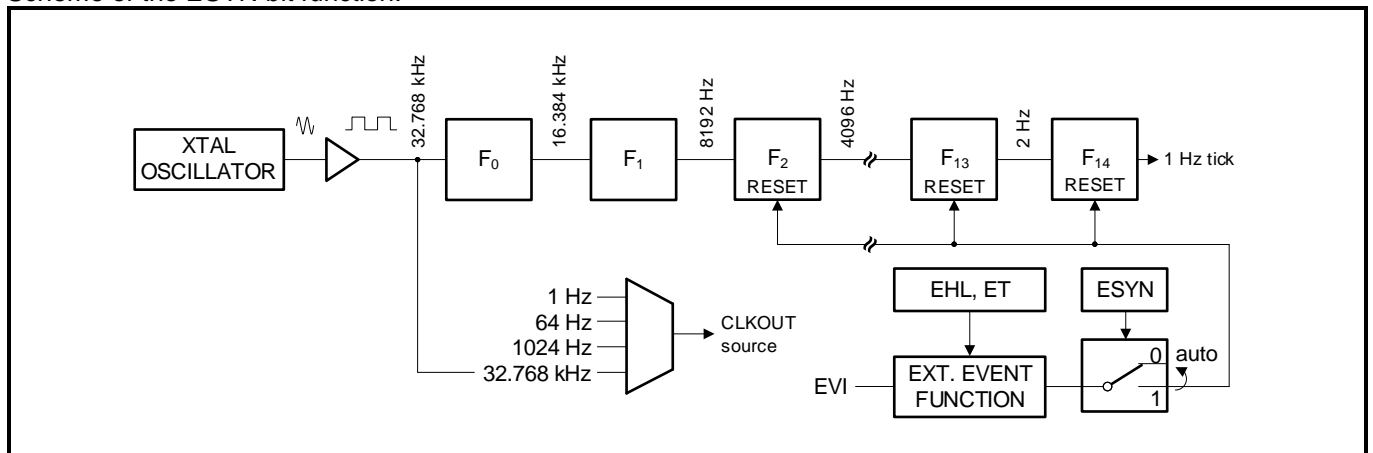 Scheme of the ESYN bit function:
XTAL
OSCILLATOR
32.768 kHz
F0
16.384 kHz
F1
8192 Hz
F2
RESET
4096 Hz
F13
RESET
2 Hz
F14
RESET
1 Hz tick
1 Hz
64 Hz
1024 Hz
32.768 kHz
CLKOUT
source
EHL, ET
ESYN
EVI
EXT. EVENT
FUNCTION
0
1
auto